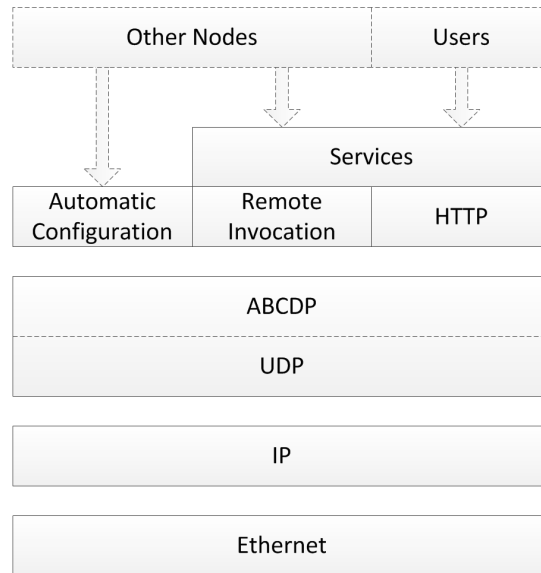 Other Nodes
Users
Services
Automatic
Configuration
Remote
Invocation
HTTP
ABCDP
UDP
IP
Ethernet